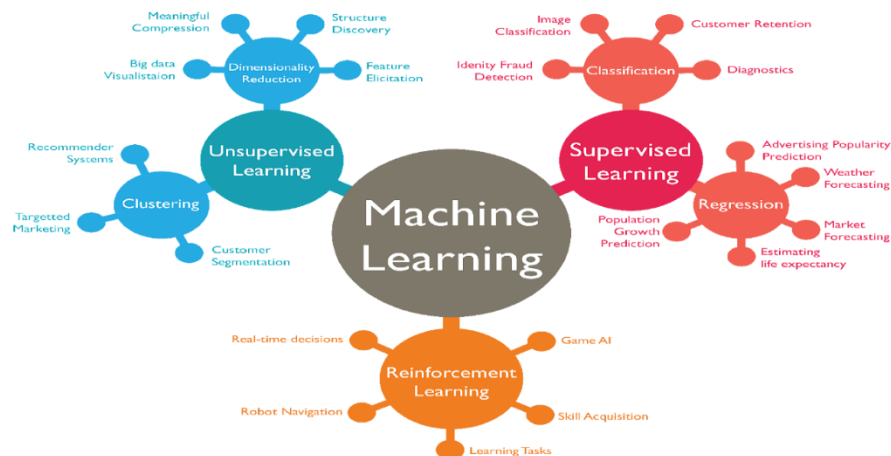 Meaningful
Compression
Structure
Discovery
Big data
Visualistaion
Dimensionality
Reduction
Feature
Elicitation
Recommender
Systems
Unsupervised
Learning
Clustering
Targetted
Marketing
Customer
Segmentation
Machine
Learning
Image
Classification
Customer Retention
Idenity Fraud
Detection
Classification
Diagnostics
Supervised
Learning
Advertising Popularity
Prediction
Weather
Forecasting
Regression
Population
Growth
Prediction
Market
Forecasting
Estimating
life expectancy
Real-time decisions
Game AI
Reinforcement
Learning
Robot Navigation
Skill Acquisition
Learning Tasks